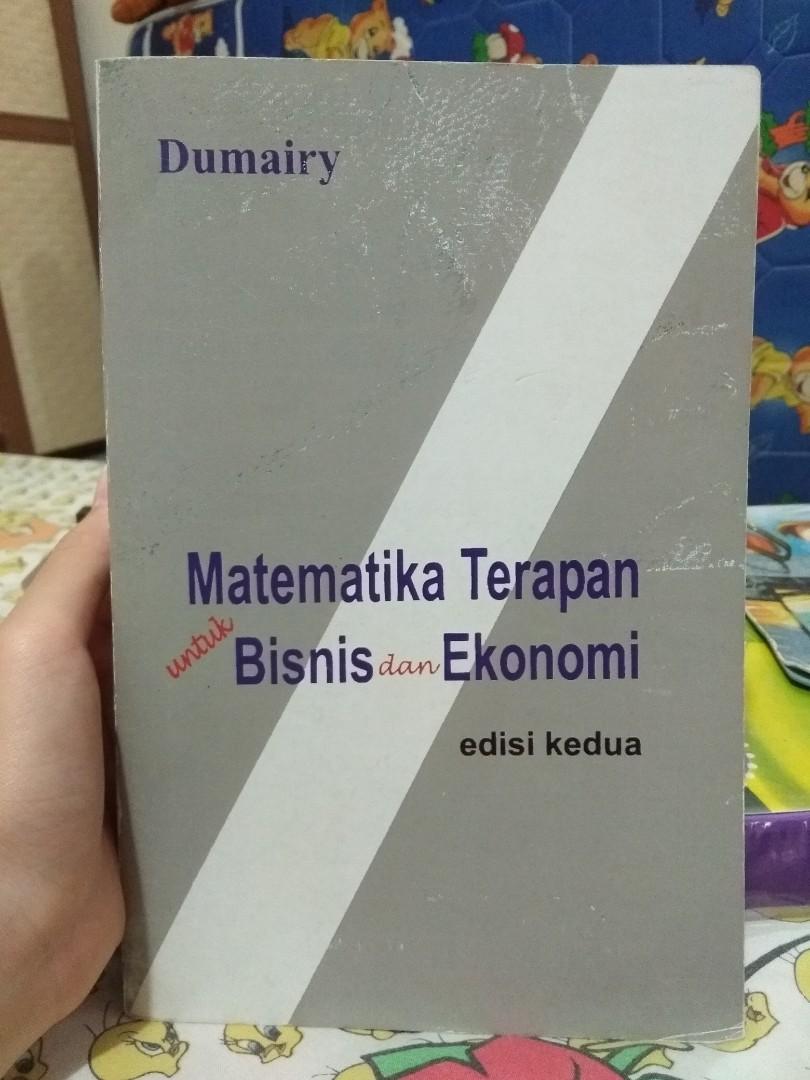 Dumairy
Matematika Terapan
untuk Bisnis dan Ekonomi
edisi kedua